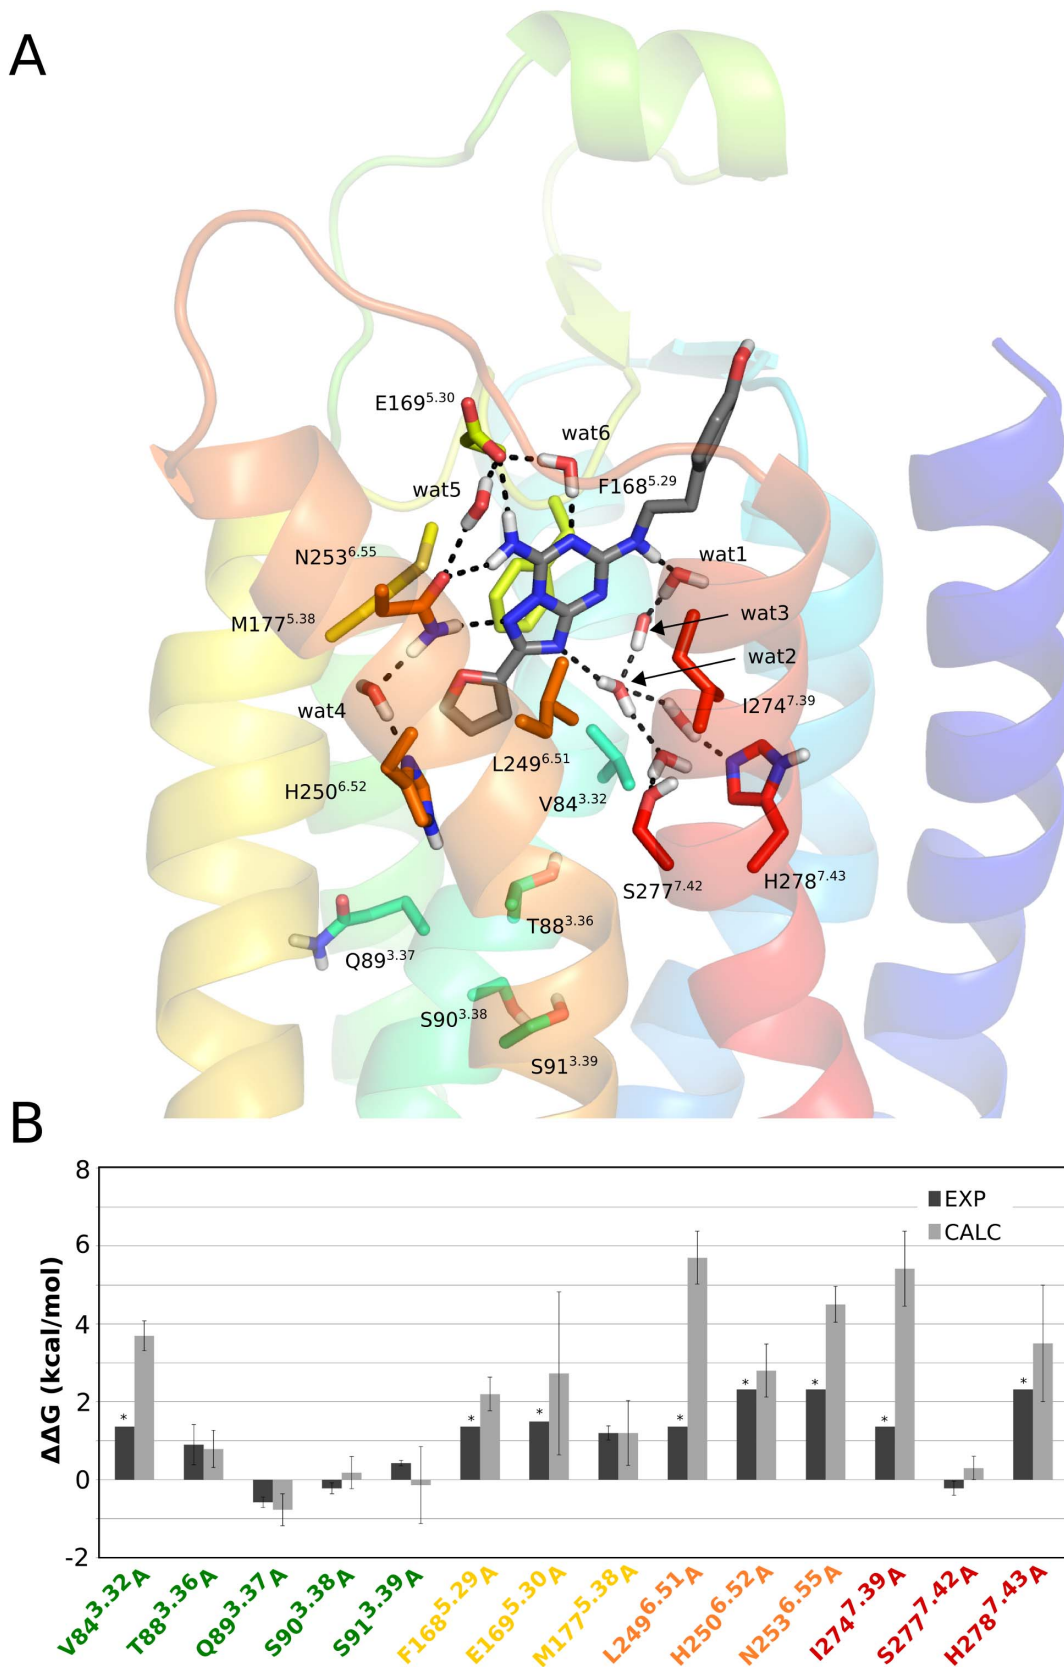 A
E169^5.30
wat6
F168^5.29
wat5
N253^6.55
wat1
wat3
M177^5.38
wat2
wat4
I274^7.39
L249^6.51
H250^6.52
V84^3.32
S277^7.42
H278^7.43
T88^3.36
Q89^3.37
S90^3.38
S91^3.39
B
8
6
4
2
0
-2
ΔΔG (kcal/mol)
EXP
CALC
*
*
*
*
*
*
*
*
V84^3.32A
T88^3.36A
Q89^3.37A
S90^3.38A
S91^3.39A
F168^5.29A
E169^5.30A
M177^5.38A
L249^6.51A
H250^6.52A
N253^6.55A
I274^7.39A
S277^7.42A
H278^7.43A